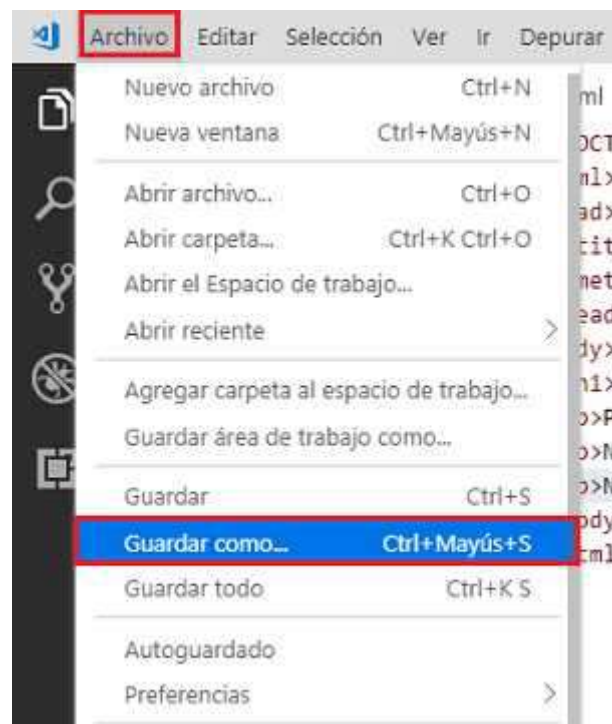 Archivo Editar Selección Ver Ir Depurar
Nuevo archivo Ctrl+N
Nueva ventana Ctrl+Mayús+N
Abrir archivo... Ctrl+O
Abrir carpeta... Ctrl+K Ctrl+O
Abrir el Espacio de trabajo...
Abrir reciente
Agregar carpeta al espacio de trabajo...
Guardar área de trabajo como...
Guardar Ctrl+S
Guardar como... Ctrl+Mayús+S
Guardar todo Ctrl+K S
Autoguardado
Preferencias